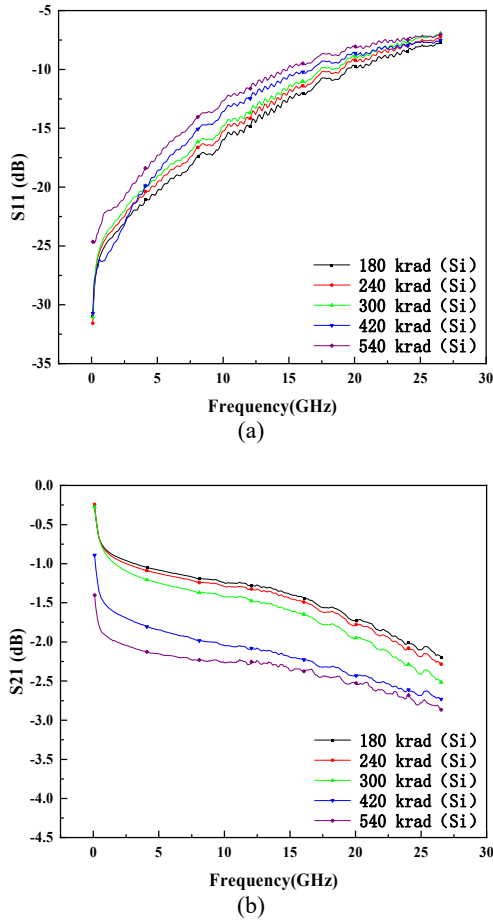 -5
-10
-15
-20
-25
-30
-35
S11 (dB)
180 krad（Si）
240 krad（Si）
300 krad（Si）
420 krad（Si）
540 krad（Si）
0
5
10
15
20
25
30
Frequency(GHz)
(a)
0.0
-0.5
-1.0
-1.5
-2.0
-2.5
-3.0
-3.5
-4.0
-4.5
S21 (dB)
180 krad（Si）
240 krad（Si）
300 krad（Si）
420 krad（Si）
540 krad（Si）
0
5
10
15
20
25
30
Frequency(GHz)
(b)